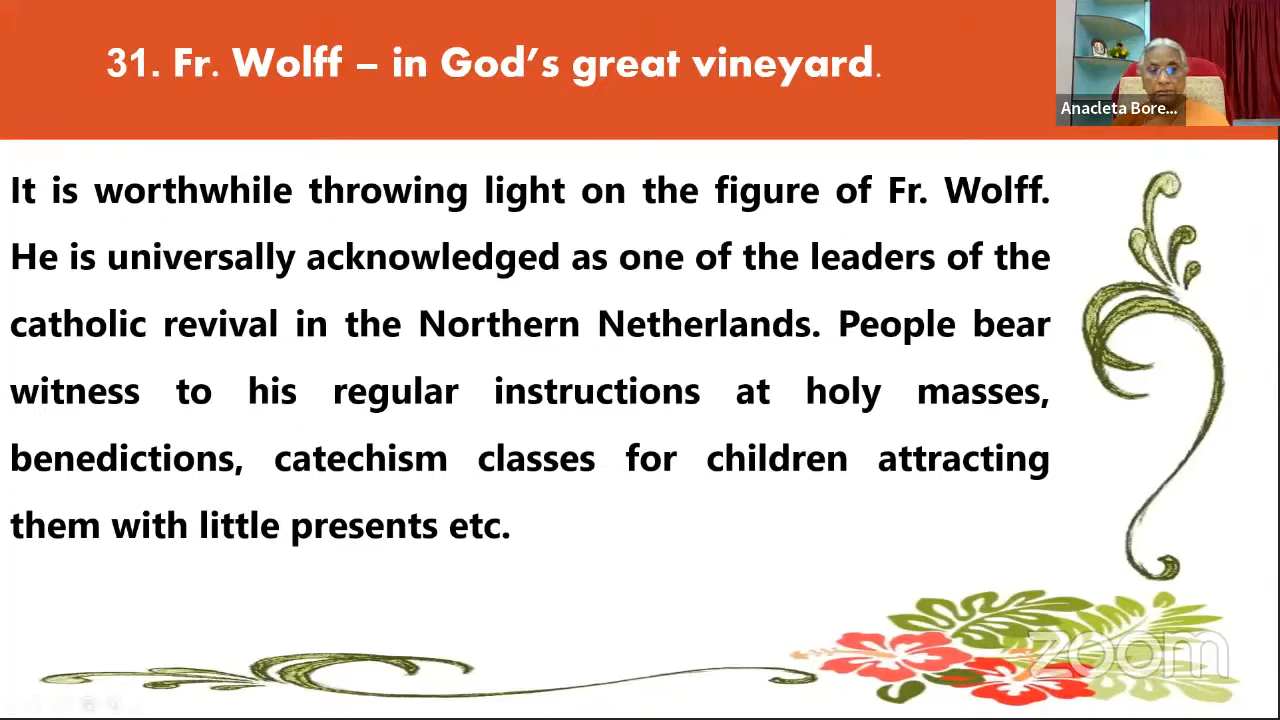 31. Fr. Wolff – in God's great vineyard.
Anacleta Bore...
It is worthwhile throwing light on the figure of Fr. Wolff.
He is universally acknowledged as one of the leaders of the
catholic revival in the Northern Netherlands. People bear
witness to his regular instructions at holy masses,
benedictions, catechism classes for children attracting
them with little presents etc.
zoom